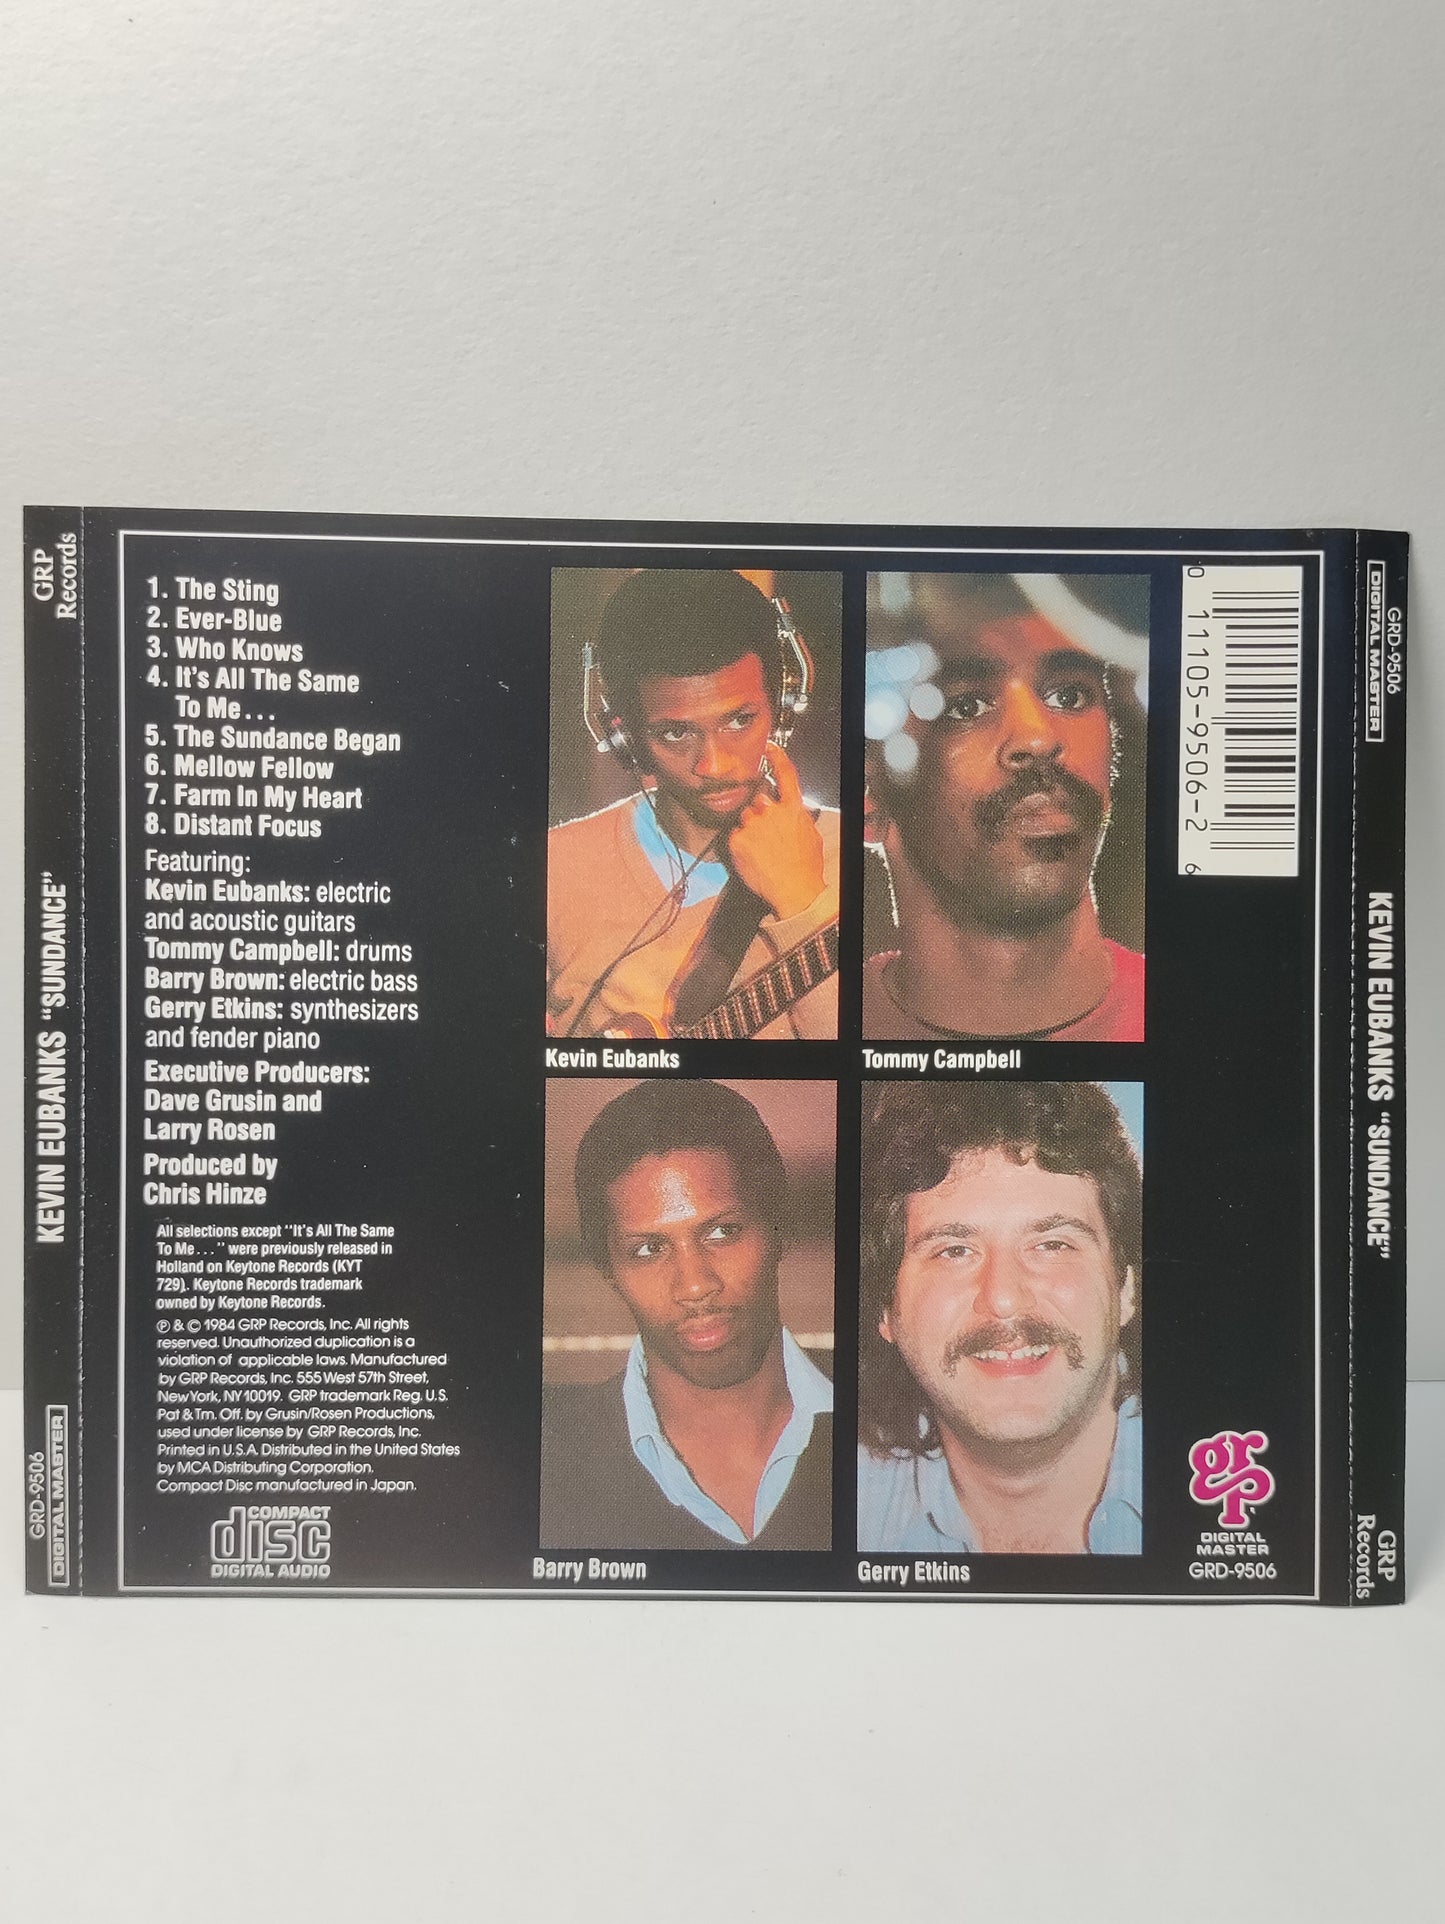 GRP
Records
KEVIN EUBANKS "SUNDANCE"
GRD-9506
DIGITAL MASTER
1. The Sting
2. Ever-Blue
3. Who Knows
4. It's All The Same
To Me...
5. The Sundance Began
6. Mellow Fellow
7. Farm In My Heart
8. Distant Focus
Featuring:
Kevin Eubanks: electric
and acoustic guitars
Tommy Campbell: drums
Barry Brown: electric bass
Gerry Etkins: synthesizers
and fender piano
Executive Producers:
Dave Grusin and
Larry Rosen
Produced by
Chris Hinze
All selections except "It's All The Same
To Me..." were previously released in
Holland on Keytone Records (KYT
729). Keytone Records trademark
owned by Keytone Records.
℗ & © 1984 GRP Records, Inc. All rights
reserved. Unauthorized duplication is a
violation of applicable laws. Manufactured
by GRP Records, Inc. 555 West 57th Street,
New York, NY 10019. GRP trademark Reg. U.S.
Pat & Tm. Off. by Grusin/Rosen Productions,
used under license by GRP Records, Inc.
Printed in U.S.A. Distributed in the United States
by MCA Distributing Corporation.
Compact Disc manufactured in Japan.
COMPACT
disc
DIGITAL AUDIO
Kevin Eubanks
Tommy Campbell
Barry Brown
Gerry Etkins
0 11105-9506-2 6
grp
DIGITAL
MASTER
GRD-9506
GRD-9506
DIGITAL MASTER
KEVIN EUBANKS "SUNDANCE"
GRP
Records